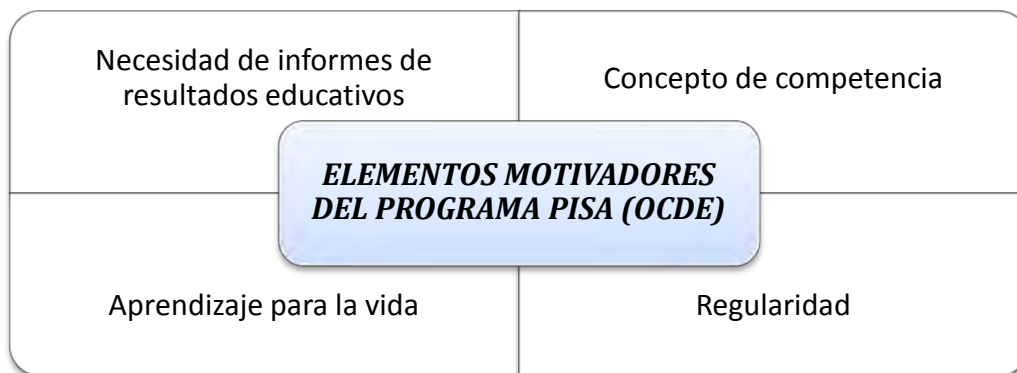 Necesidad de informes de
resultados educativos
Concepto de competencia
ELEMENTOS MOTIVADORES
DEL PROGRAMA PISA (OCDE)
Aprendizaje para la vida
Regularidad